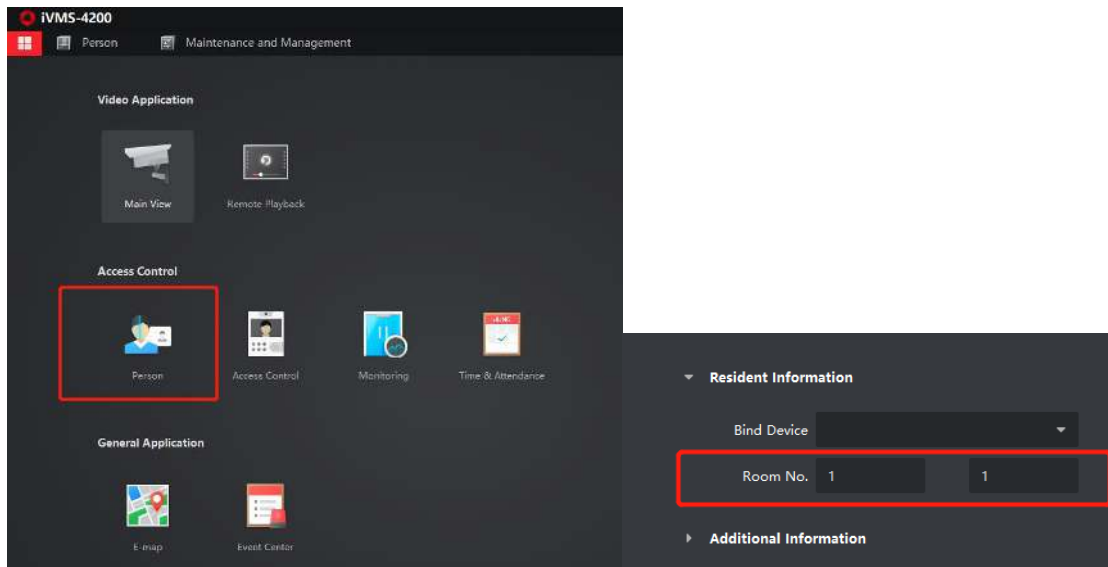 iVMS-4200
Person Maintenance and Management
Video Application
Main View Remote Playback
Access Control
Person Access Control Monitoring Time & Attendance
General Application
E-map Event Center
Resident Information
Bind Device
Room No. 1 1
Additional Information